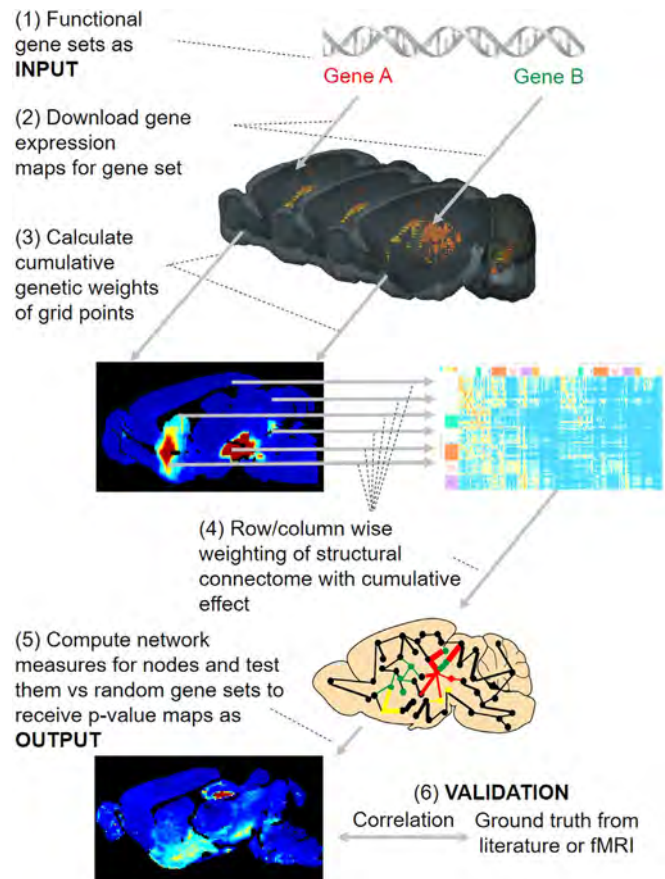 (1) Functional
gene sets as
INPUT
Gene A
Gene B
(2) Download gene
expression
maps for gene set
(3) Calculate
cumulative
genetic weights
of grid points
(4) Row/column wise
weighting of structural
connectome with cumulative
effect
(5) Compute network
measures for nodes and test
them vs random gene sets to
receive p-value maps as
OUTPUT
(6) VALIDATION
Correlation
Ground truth from
literature or fMRI